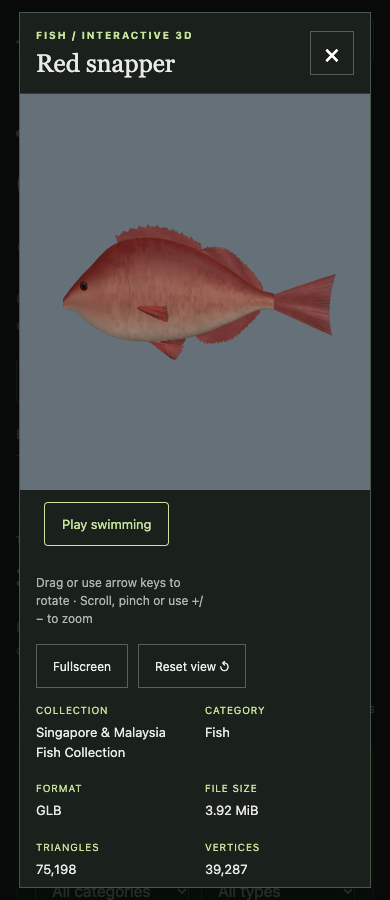 FISH / INTERACTIVE 3D
Red snapper
×
Play swimming
Drag or use arrow keys to
rotate · Scroll, pinch or use +/
− to zoom
Fullscreen
Reset view ↺
COLLECTION
CATEGORY
Singapore & Malaysia
Fish Collection
Fish
FORMAT
FILE SIZE
GLB
3.92 MiB
TRIANGLES
VERTICES
75,198
39,287
All categories
All types